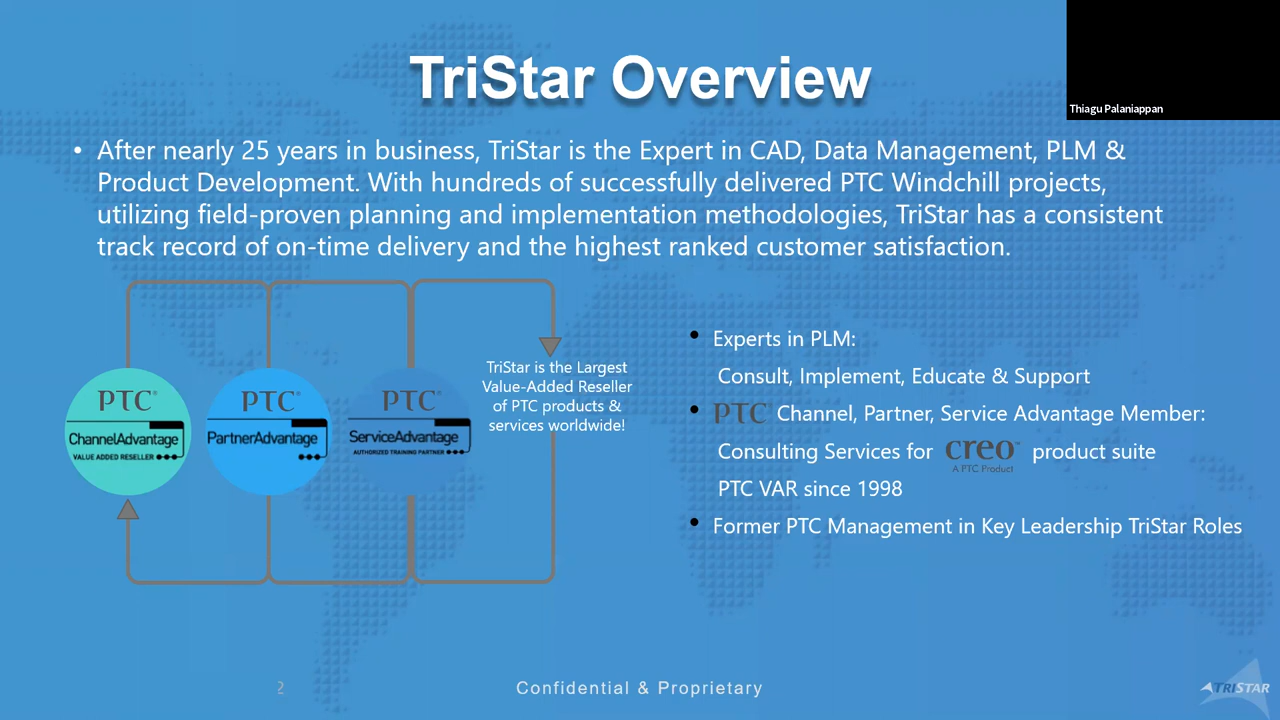 TriStar Overview
Thiagu Palaniappan
• After nearly 25 years in business, TriStar is the Expert in CAD, Data Management, PLM &
Product Development. With hundreds of successfully delivered PTC Windchill projects,
utilizing field-proven planning and implementation methodologies, TriStar has a consistent
track record of on-time delivery and the highest ranked customer satisfaction.
PTC®
ChannelAdvantage
VALUE ADDED RESELLER
PTC®
PartnerAdvantage
PTC®
ServiceAdvantage
AUTHORIZED TRAINING PARTNER
TriStar is the Largest
Value-Added Reseller
of PTC products &
services worldwide!
• Experts in PLM:
Consult, Implement, Educate & Support
• PTC® Channel, Partner, Service Advantage Member:
Consulting Services for creo™ product suite
A PTC Product
PTC VAR since 1998
• Former PTC Management in Key Leadership TriStar Roles
2
Confidential & Proprietary
TRISTAR